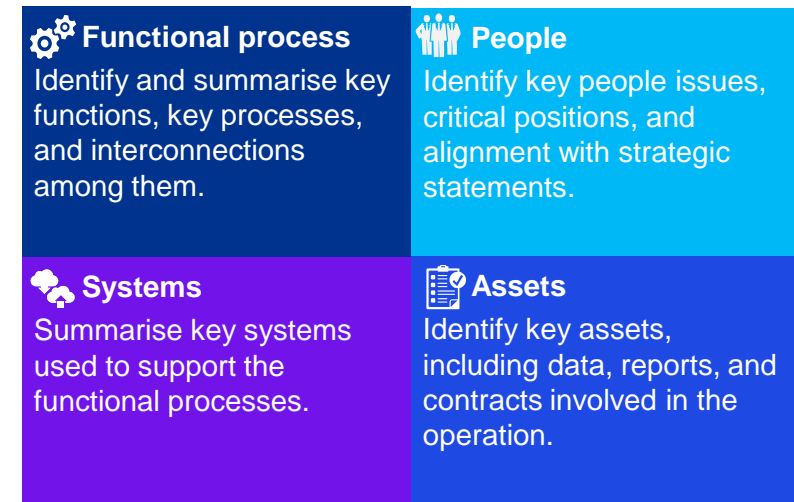 Functional process
Identify and summarise key
functions, key processes,
and interconnections
among them.
People
Identify key people issues,
critical positions, and
alignment with strategic
statements.
Systems
Summarise key systems
used to support the
functional processes.
Assets
Identify key assets,
including data, reports, and
contracts involved in the
operation.